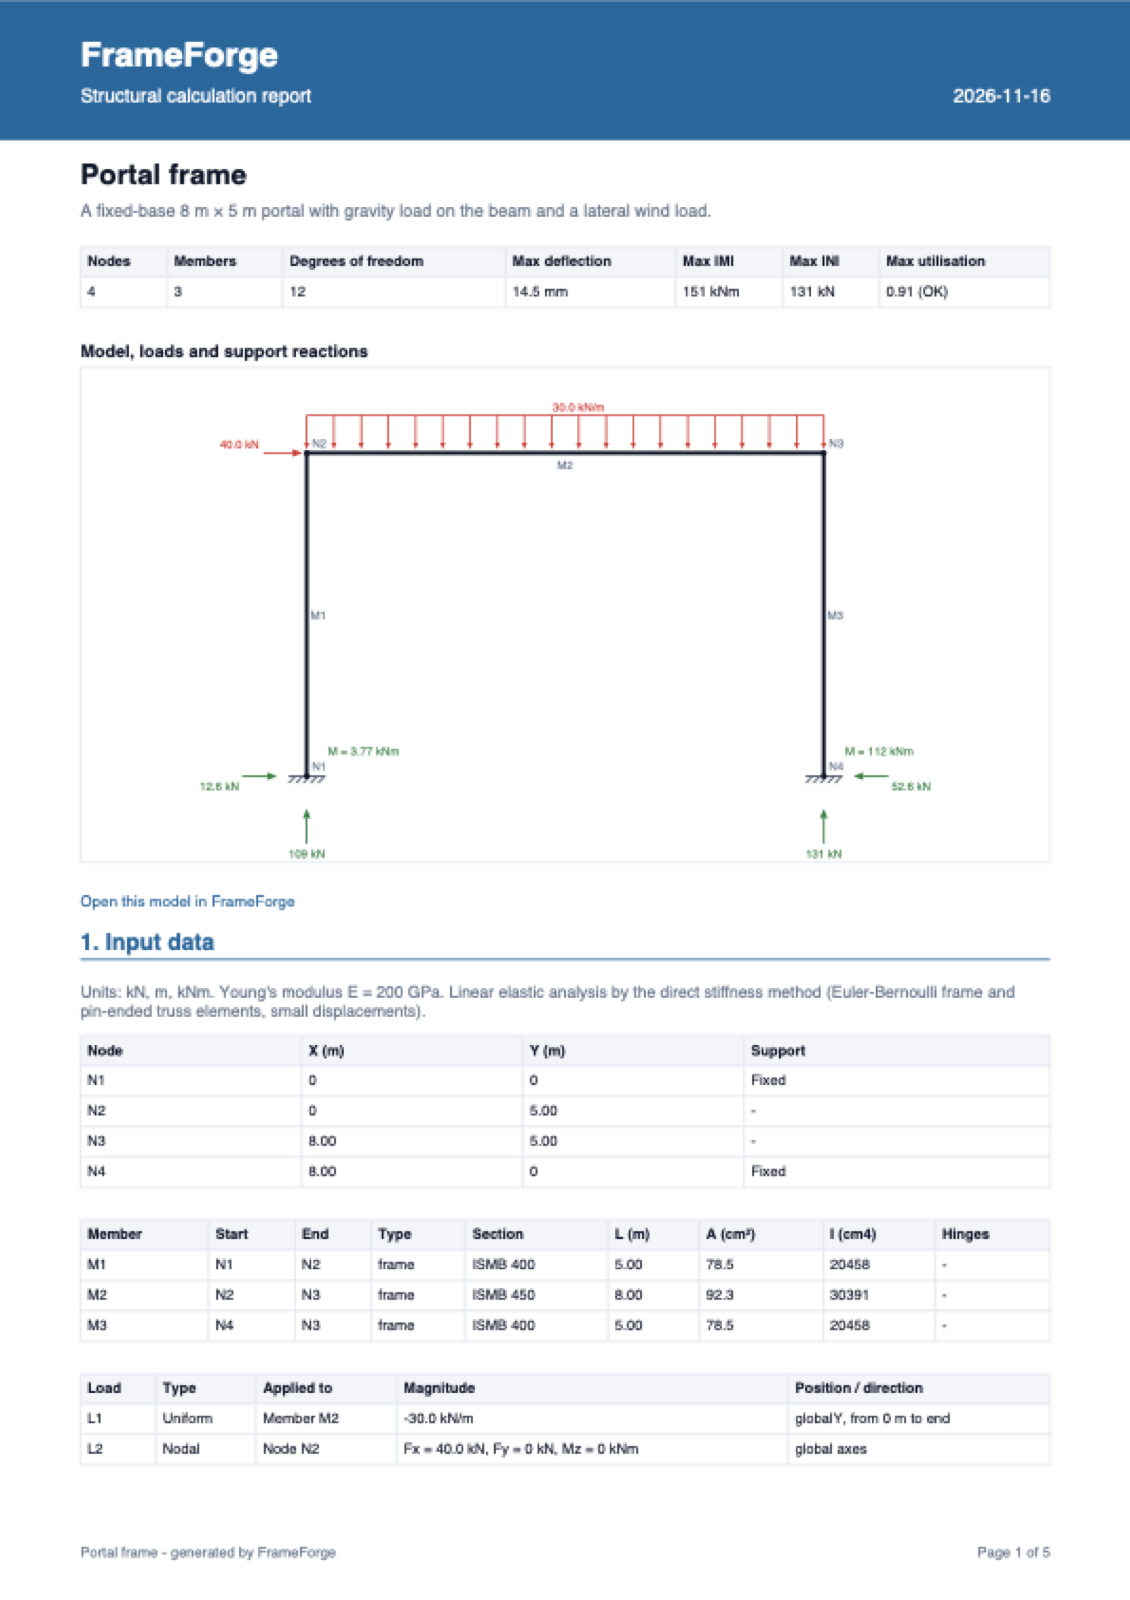 FrameForge
Structural calculation report 2026-11-16
Portal frame
A fixed-base 8 m × 5 m portal with gravity load on the beam and a lateral wind load.
Nodes Members Degrees of freedom Max deflection Max IMI Max INI Max utilisation
4 3 12 14.5 mm 151 kNm 131 kN 0.91 (OK)
Model, loads and support reactions
30.0 kN/m
40.0 kN N2 N3
M2
M1 M3
M = 3.77 kNm M = 112 kNm
N1 N4
12.6 kN 52.6 kN
109 kN 131 kN
Open this model in FrameForge
1. Input data
Units: kN, m, kNm. Young's modulus E = 200 GPa. Linear elastic analysis by the direct stiffness method (Euler-Bernoulli frame and
pin-ended truss elements, small displacements).
Node X (m) Y (m) Support
N1 0 0 Fixed
N2 0 5.00 -
N3 8.00 5.00 -
N4 8.00 0 Fixed
Member Start End Type Section L (m) A (cm²) I (cm4) Hinges
M1 N1 N2 frame ISMB 400 5.00 78.5 20458 -
M2 N2 N3 frame ISMB 450 8.00 92.3 30391 -
M3 N4 N3 frame ISMB 400 5.00 78.5 20458 -
Load Type Applied to Magnitude Position / direction
L1 Uniform Member M2 -30.0 kN/m globalY, from 0 m to end
L2 Nodal Node N2 Fx = 40.0 kN, Fy = 0 kN, Mz = 0 kNm global axes
Portal frame - generated by FrameForge Page 1 of 5